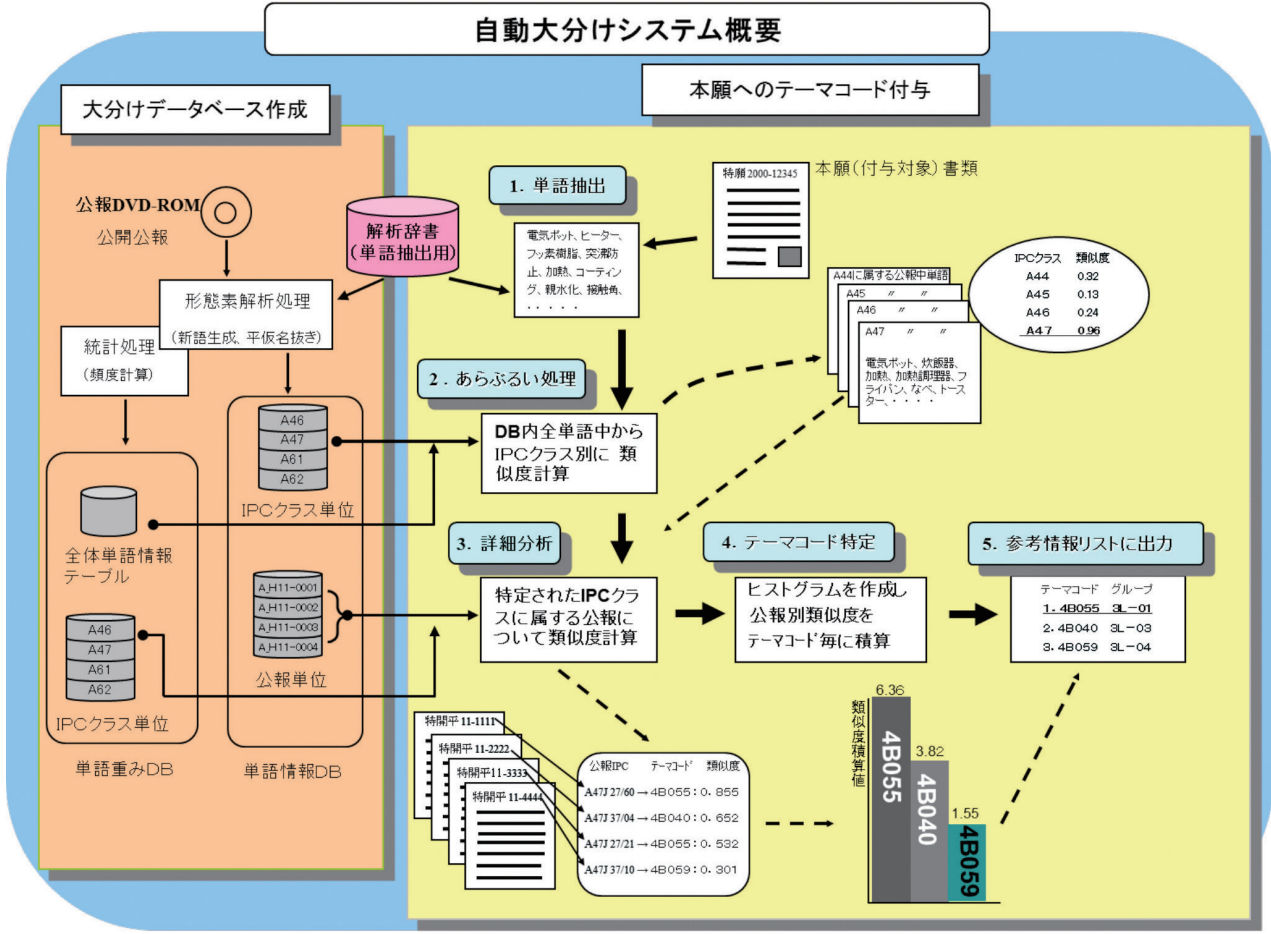 自動大分けシステム概要
大分けデータベース作成
本願へのテーマコード付与
公報DVD-ROM
公開公報
解析辞書
(単語抽出用)
形態素解析処理
(新語生成、平仮名抜き)
統計処理
(頻度計算)
A46
A47
A61
A62
IPCクラス単位
全体単語情報
テーブル
A,H11-0001
A,H11-0002
A,H11-0003
A,H11-0004
公報単位
A46
A47
A61
A62
IPCクラス単位
単語重みDB
単語情報DB
1. 単語抽出
電気ポット、ヒーター、
フッ素樹脂、突沸防
止、加熱、コーティン
グ、親水化、接触角、
・・・・・
特願2000-12345
本願(付与対象)書類
2. あらぶるい処理
DB内全単語中から
IPCクラス別に 類
似度計算
A44に属する公報中単語
A45 〃 〃
A46 〃 〃
A47 〃 〃
電気ポット、炊飯器、
加熱、加熱調理器、フ
ライパン、なべ、トース
ター、・・・・
IPCクラス 類似度
A44 0.32
A45 0.13
A46 0.24
A47 0.96
3. 詳細分析
特定されたIPCクラ
スに属する公報に
ついて類似度計算
4. テーマコード特定
ヒストグラムを作成し
公報別類似度を
テーマコード毎に積算
5. 参考情報リストに出力
テーマコード グループ
1. 4B055 3L-01
2. 4B040 3L-03
3. 4B059 3L-04
特開平 11-1111
特開平 11-2222
特開平11-3333
特開平 11-4444
公報IPC テーマコード 類似度
A47J 27/60→4B055:0.855
A47J 37/04→4B040:0.652
A47J 27/21→4B055:0.532
A47J 37/10→4B059:0.301
類似度積算値
6.36
4B055
3.82
4B040
1.55
4B059